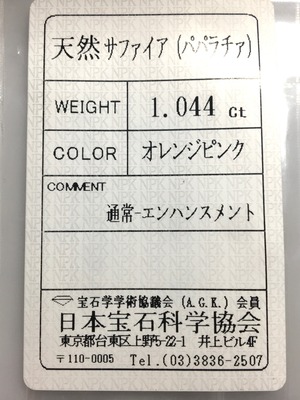 天然サファイア(パパラチァ)
WEIGHT 1.044 Ct
COLOR オレンジピンク
COMMENT
通常-エンハンスメント
宝石学学術協議会 (A.G.K.) 会員
日本宝石科学協会
東京都台東区上野5-22-1 井上ビル4F
〒110-0005 Tel.(03)3836-2507